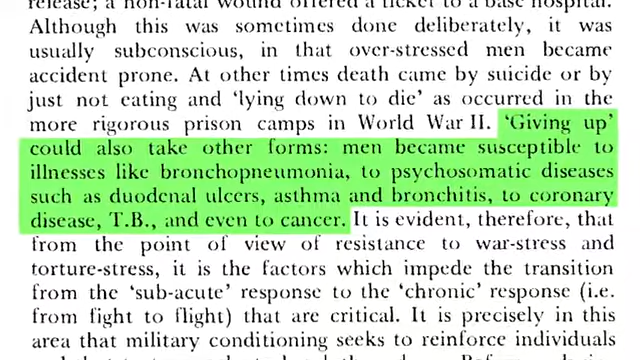 release; a non-fatal wound offered a ticket to a base hospital.
Although this was sometimes done deliberately, it was
usually subconscious, in that over-stressed men became
accident prone. At other times death came by suicide or by
just not eating and ‘lying down to die’ as occurred in the
more rigorous prison camps in World War II. ‘Giving up’
could also take other forms: men became susceptible to
illnesses like bronchopneumonia, to psychosomatic diseases
such as duodenal ulcers, asthma and bronchitis, to coronary
disease, T.B., and even to cancer. It is evident, therefore, that
from the point of view of resistance to war-stress and
torture-stress, it is the factors which impede the transition
from the ‘sub-acute’ response to the ‘chronic’ response (i.e.
from fight to flight) that are critical. It is precisely in this
area that military conditioning seeks to reinforce individuals